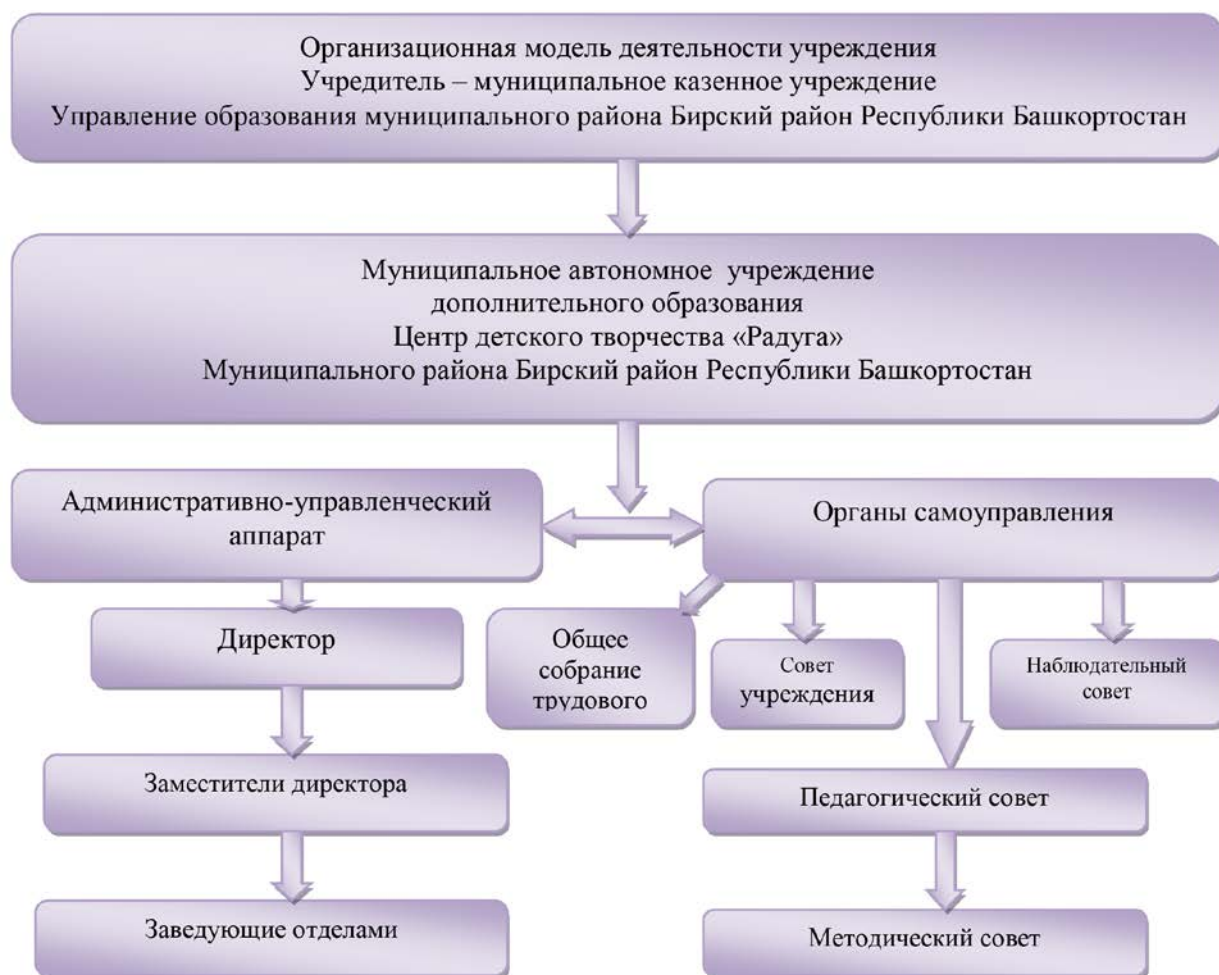 Организационная модель деятельности учреждения
Учредитель – муниципальное казенное учреждение
Управление образования муниципального района Бирский район Республики Башкортостан
Муниципальное автономное учреждение
дополнительного образования
Центр детского творчества «Радуга»
Муниципального района Бирский район Республики Башкортостан
Административно-управленческий
аппарат
Органы самоуправления
Директор
Общее
собрание
трудового
Совет
учреждения
Наблюдательный
совет
Заместители директора
Педагогический совет
Заведующие отделами
Методический совет